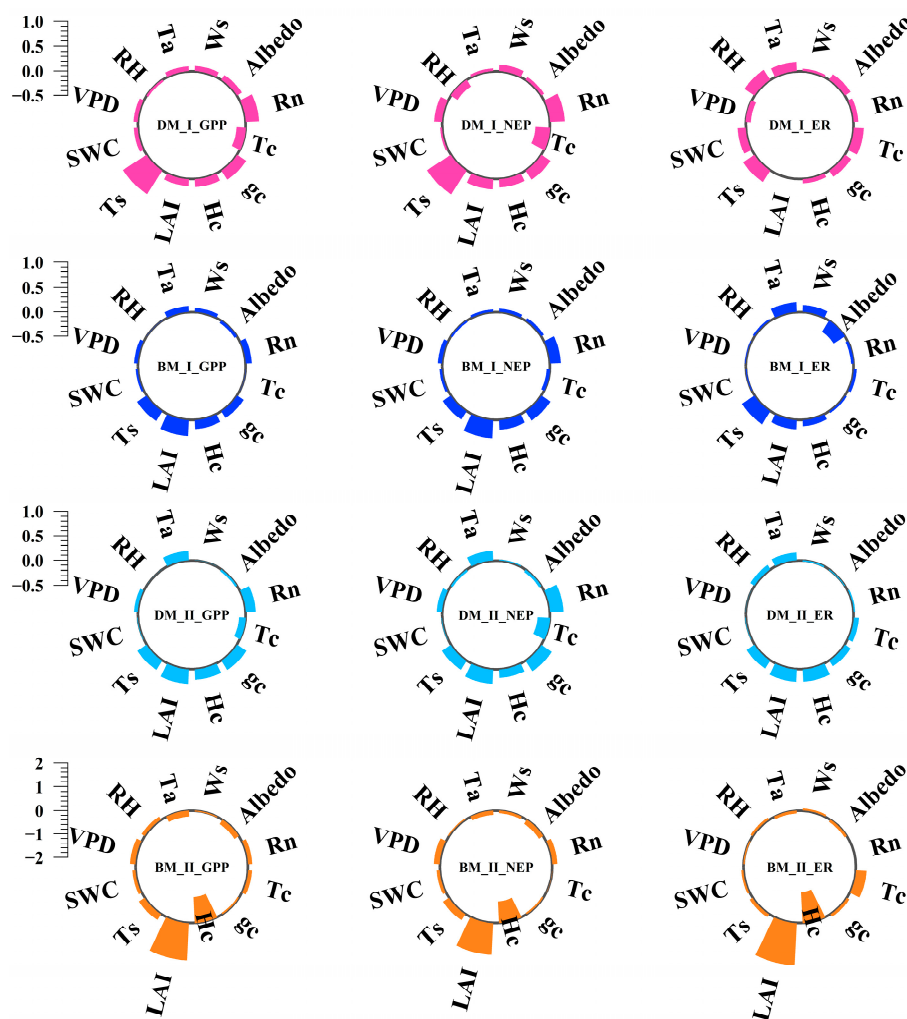 1.0
0.0
−0.5
Ta
Ws
Albedo
RH
Rn
VPD
DM_I_GPP
Tc
SWC
gc
Ts
Hc
LAI
Ta
Ws
Albedo
RH
Rn
VPD
DM_I_NEP
Tc
SWC
gc
Ts
Hc
LAI
Ta
Ws
Albedo
RH
Rn
VPD
DM_I_ER
Tc
SWC
gc
Ts
Hc
LAI
1.0
0.0
−0.5
Ta
Ws
Albedo
RH
Rn
VPD
BM_I_GPP
Tc
SWC
gc
Ts
Hc
LAI
Ta
Ws
Albedo
RH
Rn
VPD
BM_I_NEP
Tc
SWC
gc
Ts
Hc
LAI
Ta
Ws
Albedo
RH
Rn
VPD
BM_I_ER
Tc
SWC
gc
Ts
Hc
LAI
1.0
0.5
0.0
−0.5
Ta
Ws
Albedo
RH
Rn
VPD
DM_II_GPP
Tc
SWC
gc
Ts
Hc
LAI
Ta
Ws
Albedo
RH
Rn
VPD
DM_II_NEP
Tc
SWC
gc
Ts
Hc
LAI
Ta
Ws
Albedo
RH
Rn
VPD
DM_II_ER
Tc
SWC
gc
Ts
Hc
LAI
2
0
−1
−2
Ta
Ws
Albedo
RH
Rn
VPD
BM_II_GPP
Tc
SWC
gc
Ts
Hc
LAI
Ta
Ws
Albedo
RH
Rn
VPD
BM_II_NEP
Tc
SWC
gc
Ts
Hc
LAI
Ta
Ws
Albedo
RH
Rn
VPD
BM_II_ER
Tc
SWC
gc
Ts
Hc
LAI